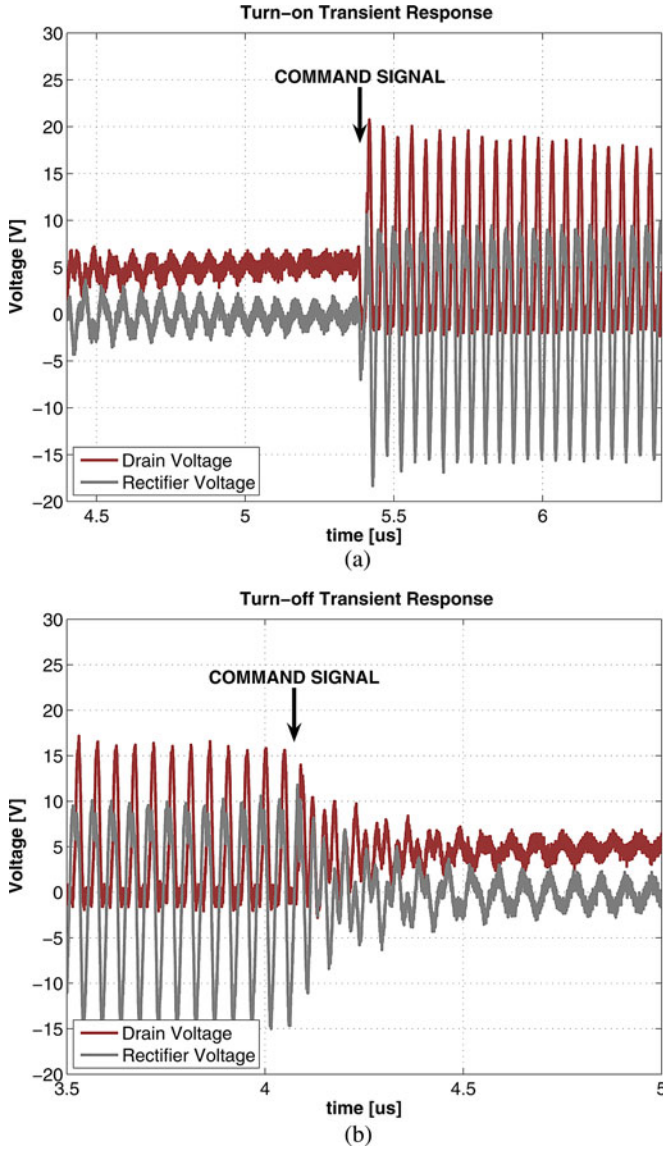 Turn-on Transient Response
30
25
20
15
10
5
0
-5
-10
-15
-20
Voltage [V]
COMMAND SIGNAL
Drain Voltage
Rectifier Voltage
4.5 5 5.5 6
time [us]
(a)
Turn-off Transient Response
30
25
20
15
10
5
0
-5
-10
-15
-20
Voltage [V]
COMMAND SIGNAL
Drain Voltage
Rectifier Voltage
3.5 4 4.5 5
time [us]
(b)